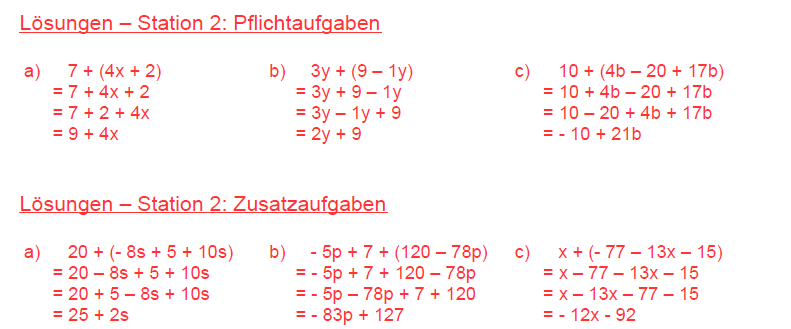 Lösungen – Station 2: Pflichtaufgaben
a) 7 + (4x + 2) b) 3y + (9 – 1y) c) 10 + (4b – 20 + 17b)
= 7 + 4x + 2 = 3y + 9 – 1y = 10 + 4b – 20 + 17b
= 7 + 2 + 4x = 3y – 1y + 9 = 10 – 20 + 4b + 17b
= 9 + 4x = 2y + 9 = - 10 + 21b
Lösungen – Station 2: Zusatzaufgaben
a) 20 + (- 8s + 5 + 10s) b) - 5p + 7 + (120 – 78p) c) x + (- 77 – 13x – 15)
= 20 – 8s + 5 + 10s = - 5p + 7 + 120 – 78p = x – 77 – 13x – 15
= 20 + 5 – 8s + 10s = - 5p – 78p + 7 + 120 = x – 13x – 77 – 15
= 25 + 2s = - 83p + 127 = - 12x - 92